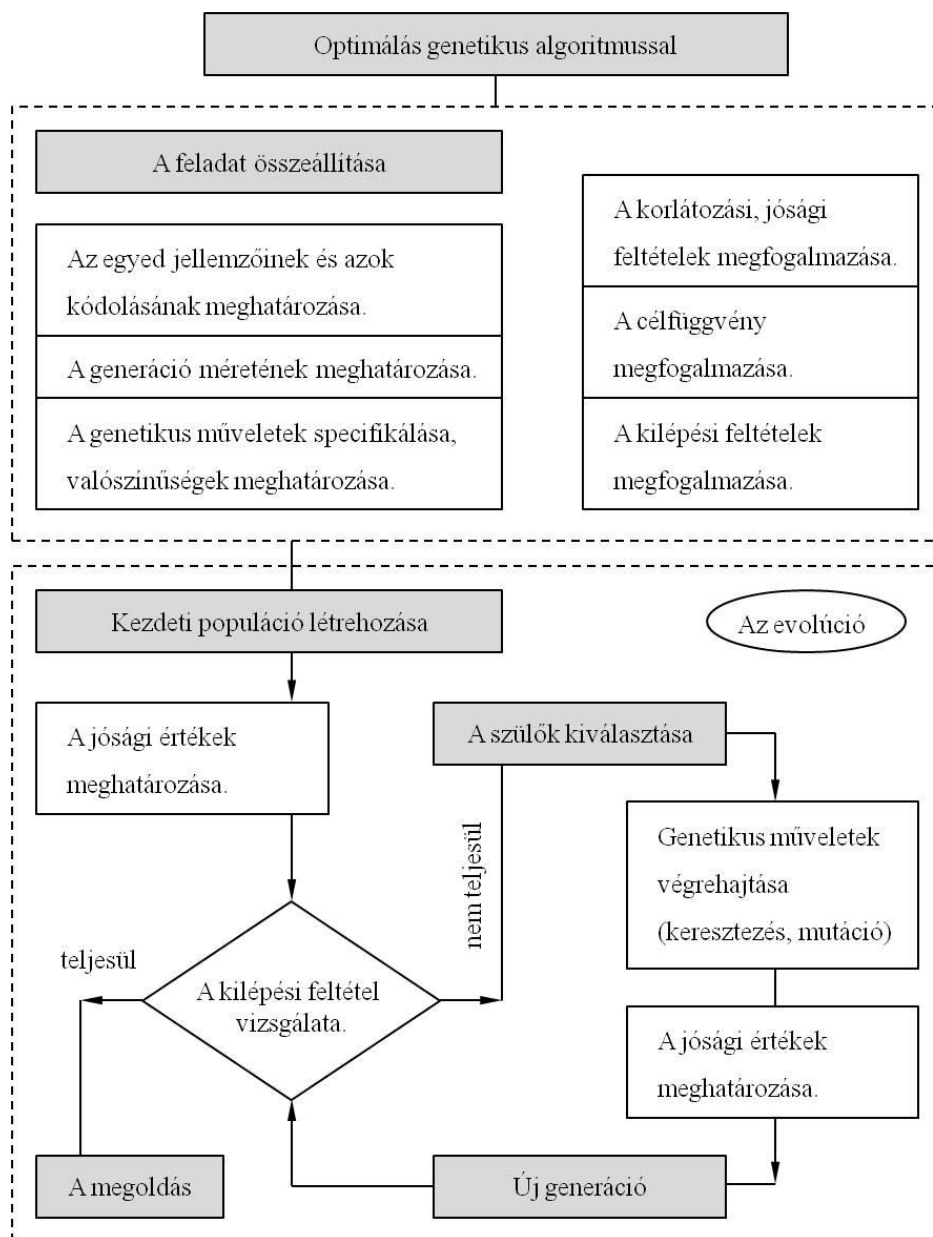 Optimálás genetikus algoritmussal
A feladat összeállítása
Az egyed jellemzőinek és azok
kódolásának meghatározása.
A generáció méretének meghatározása.
A genetikus műveletek specifikálása,
valószínűségek meghatározása.
A korlátozási, jósági
feltételek megfogalmazása.
A célfüggvény
megfogalmazása.
A kilépési feltételek
megfogalmazása.
Kezdeti populáció létrehozása
Az evolúció
A jósági értékek
meghatározása.
A szülők kiválasztása
nem teljesül
Genetikus műveletek
végrehajtása
(keresztezés, mutáció)
teljesül
A kilépési feltétel
vizsgálata.
A jósági értékek
meghatározása.
A megoldás
Új generáció